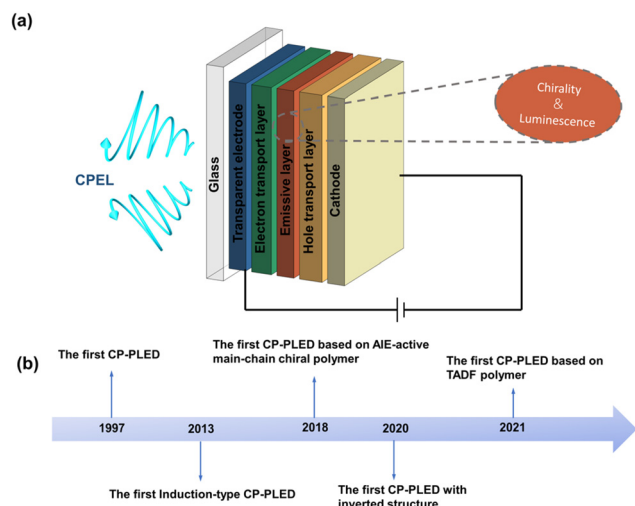 (a)
CPEL
Glass
Transparent electrode
Electron transport layer
Emissive layer
Hole transport layer
Cathode
Chirality
&
Luminescence
(b)
The first CP-PLED
The first CP-PLED based on AIE-active
main-chain chiral polymer
The first CP-PLED based on
TADF polymer
1997
2013
2018
2020
2021
The first Induction-type CP-PLED
The first CP-PLED with
inverted structure